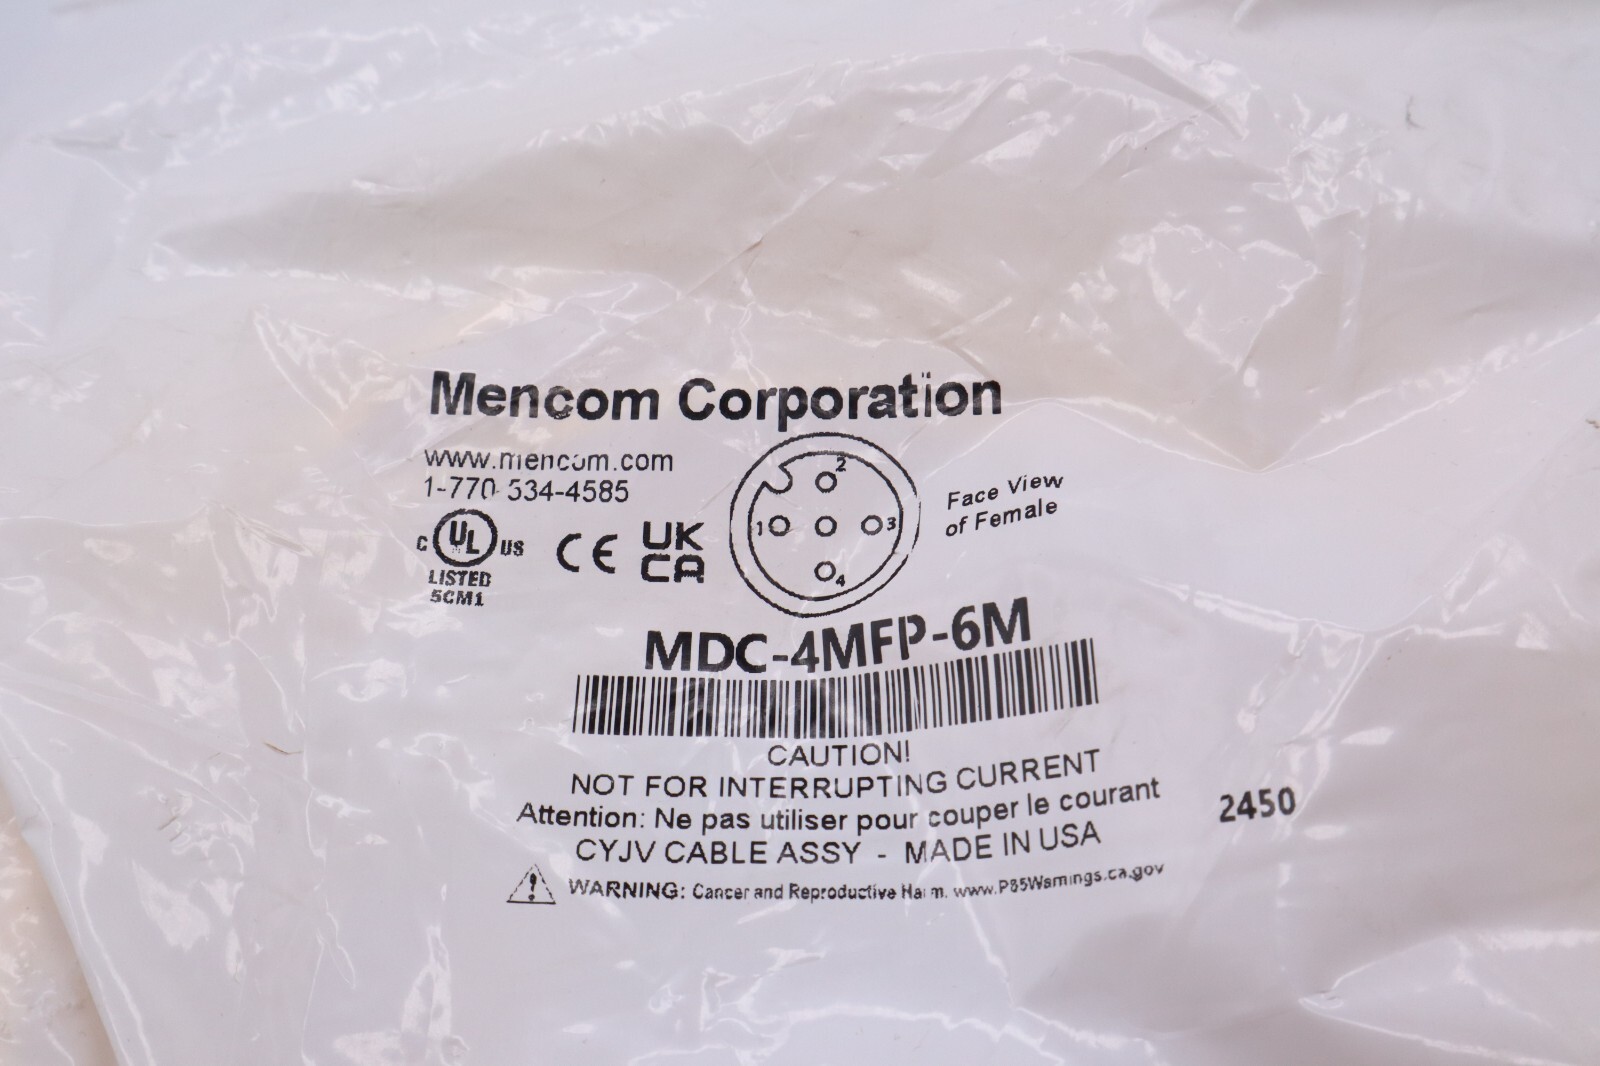 Mencom Corporation
www.mencom.com
1-770-534-4585
C UL US
LISTED
5CM1
CE
UK
CA
2
1 3
4
Face View
of Female
MDC-4MFP-6M
CAUTION!
NOT FOR INTERRUPTING CURRENT
Attention: Ne pas utiliser pour couper le courant
CYJV CABLE ASSY - MADE IN USA
2450
WARNING: Cancer and Reproductive Harm. www.P65Warnings.ca.gov